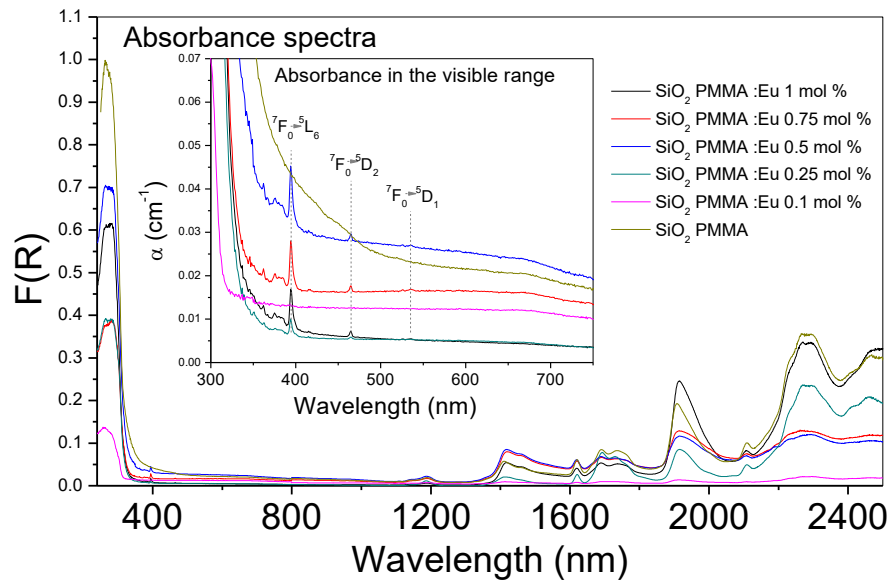 Absorbance spectra
F(R)
1.1
1.0
0.9
0.8
0.7
0.6
0.5
0.4
0.3
0.2
0.1
0.0
400 800 1200 1600 2000 2400
Wavelength (nm)
Absorbance in the visible range
α (cm⁻¹)
0.07
0.06
0.05
0.04
0.03
0.02
0.01
0.00
300 400 500 600 700
Wavelength (nm)
⁷F₀→⁵L₆
⁷F₀→⁵D₂
⁷F₀→⁵D₁
SiO₂ PMMA :Eu 1 mol %
SiO₂ PMMA :Eu 0.75 mol %
SiO₂ PMMA :Eu 0.5 mol %
SiO₂ PMMA :Eu 0.25 mol %
SiO₂ PMMA :Eu 0.1 mol %
SiO₂ PMMA